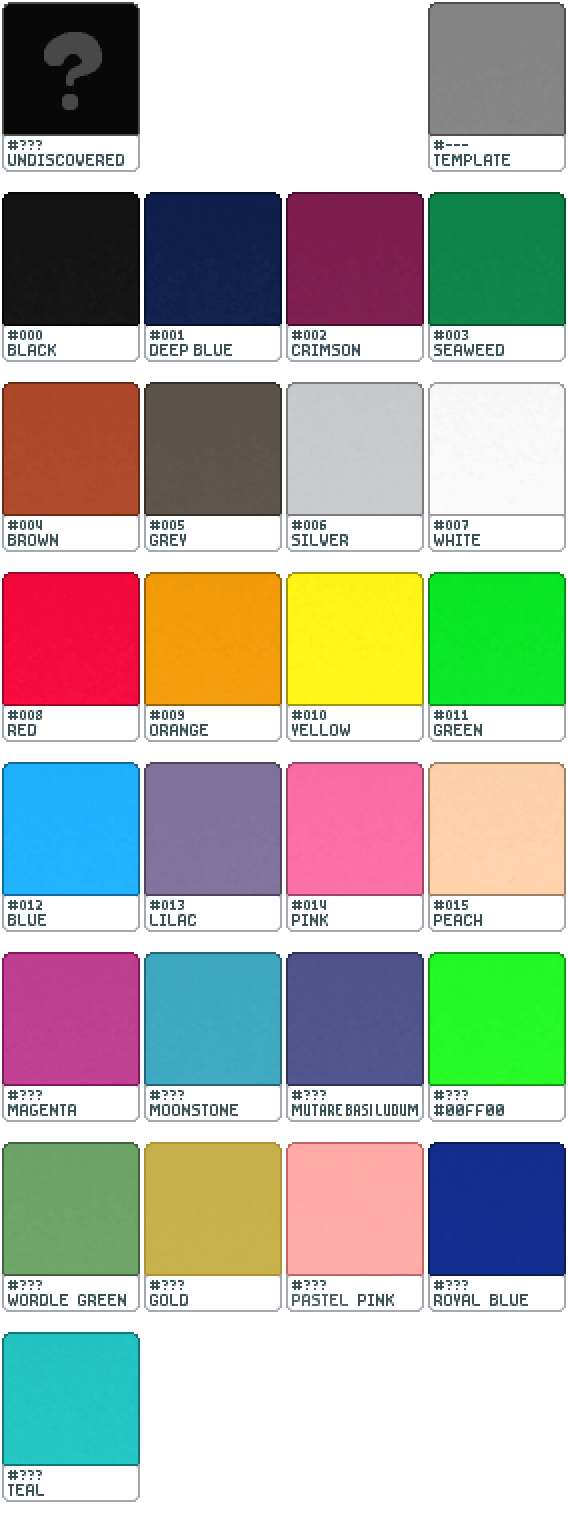 ?
#???
UNDISCOVERED
#---
TEMPLATE
#000
BLACK
#001
DEEP BLUE
#002
CRIMSON
#003
SEAWEED
#004
BROWN
#005
GREY
#006
SILVER
#007
WHITE
#008
RED
#009
ORANGE
#010
YELLOW
#011
GREEN
#012
BLUE
#013
LILAC
#014
PINK
#015
PEACH
#???
MAGENTA
#???
MOONSTONE
#???
MUTARE BASILUDUM
#???
#00FF00
#???
WORDLE GREEN
#???
GOLD
#???
PASTEL PINK
#???
ROYAL BLUE
#???
TEAL